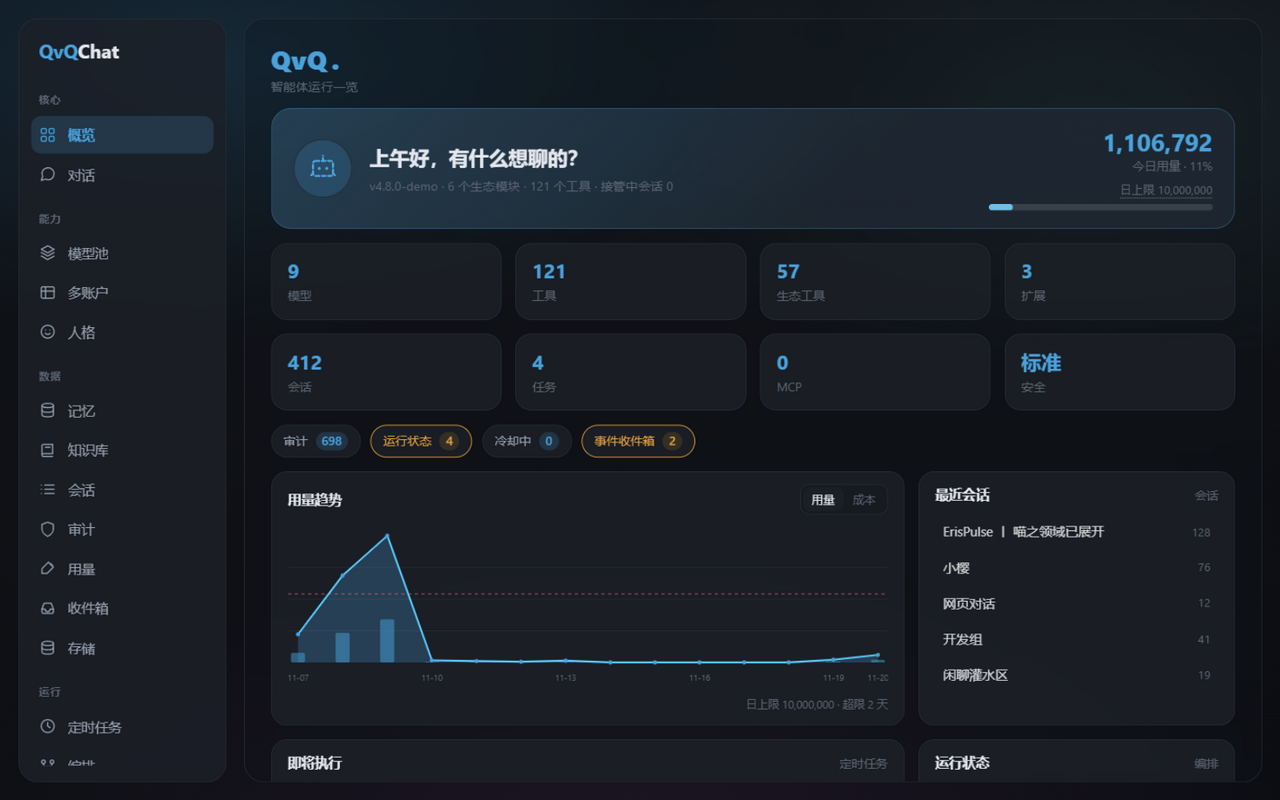 QvQChat
核心
概览
对话
能力
模型池
多账户
人格
数据
记忆
知识库
会话
审计
用量
收件箱
存储
运行
定时任务
编排
QvQ.
智能体运行一览
上午好，有什么想聊的？
v4.8.0-demo · 6 个生态模块 · 121 个工具 · 接管中会话 0
1,106,792
今日用量 · 11%
日上限 10,000,000
9
模型
121
工具
57
生态工具
3
扩展
412
会话
4
任务
0
MCP
标准
安全
审计 698
运行状态 4
冷却中 0
事件收件箱 2
用量趋势
用量 成本
11-07 11-10 11-13 11-16 11-19 11-20
日上限 10,000,000 · 超限 2 天
最近会话 会话
ErisPulse 丨 喵之领域已展开 128
小樱 76
网页对话 12
开发组 41
闲聊灌水区 19
即将执行 定时任务
运行状态 编排